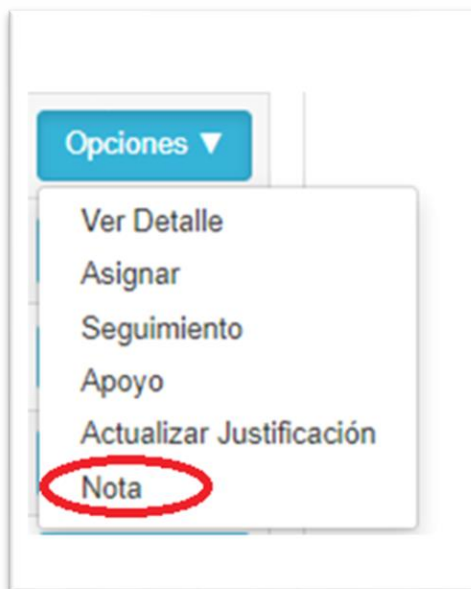 Opciones ▼
Ver Detalle
Asignar
Seguimiento
Apoyo
Actualizar Justificación
Nota